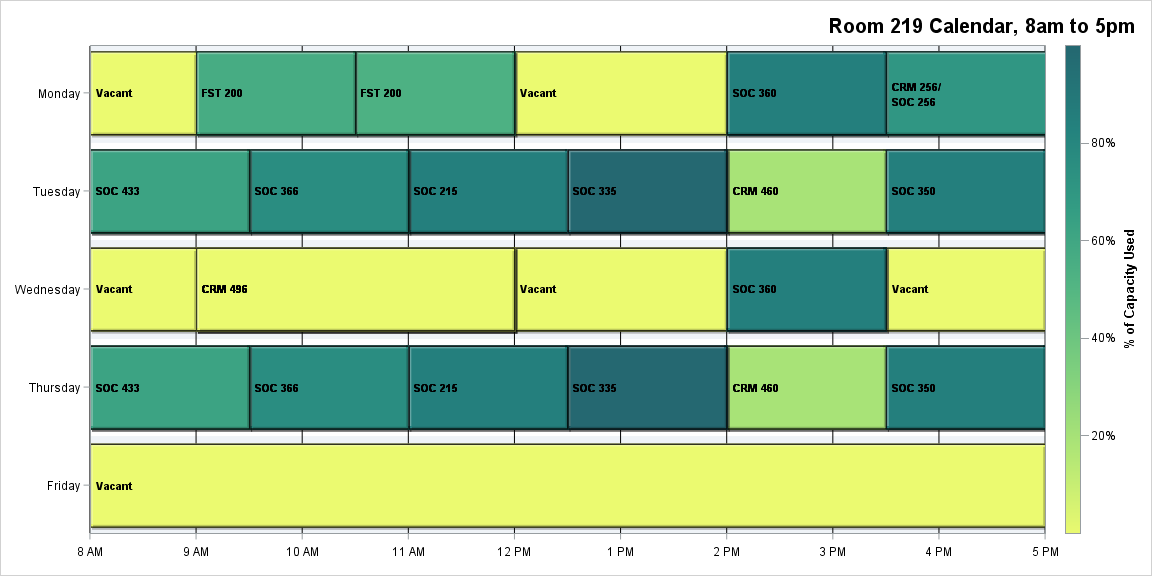 Room 219 Calendar, 8am to 5pm
Monday
Vacant
FST 200
FST 200
Vacant
SOC 360
CRM 256/
SOC 256
Tuesday
SOC 433
SOC 366
SOC 215
SOC 335
CRM 460
SOC 350
Wednesday
Vacant
CRM 496
Vacant
SOC 360
Vacant
Thursday
SOC 433
SOC 366
SOC 215
SOC 335
CRM 460
SOC 350
Friday
Vacant
8 AM
9 AM
10 AM
11 AM
12 PM
1 PM
2 PM
3 PM
4 PM
5 PM
80%
60%
40%
20%
% of Capacity Used